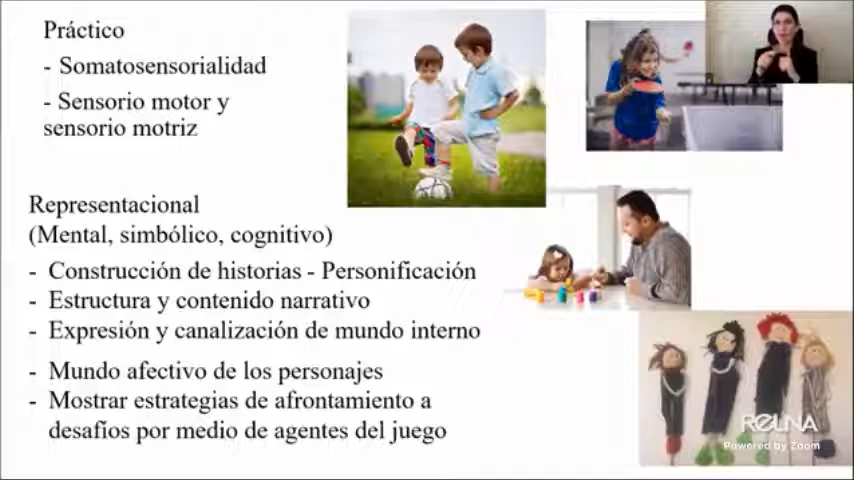 Práctico
- Somatosensorialidad
- Sensorio motor y
sensorio motriz
Representacional
(Mental, simbólico, cognitivo)
- Construcción de historias - Personificación
- Estructura y contenido narrativo
- Expresión y canalización de mundo interno
- Mundo afectivo de los personajes
- Mostrar estrategias de afrontamiento a
desafíos por medio de agentes del juego
RELNA
Powered by Zoom